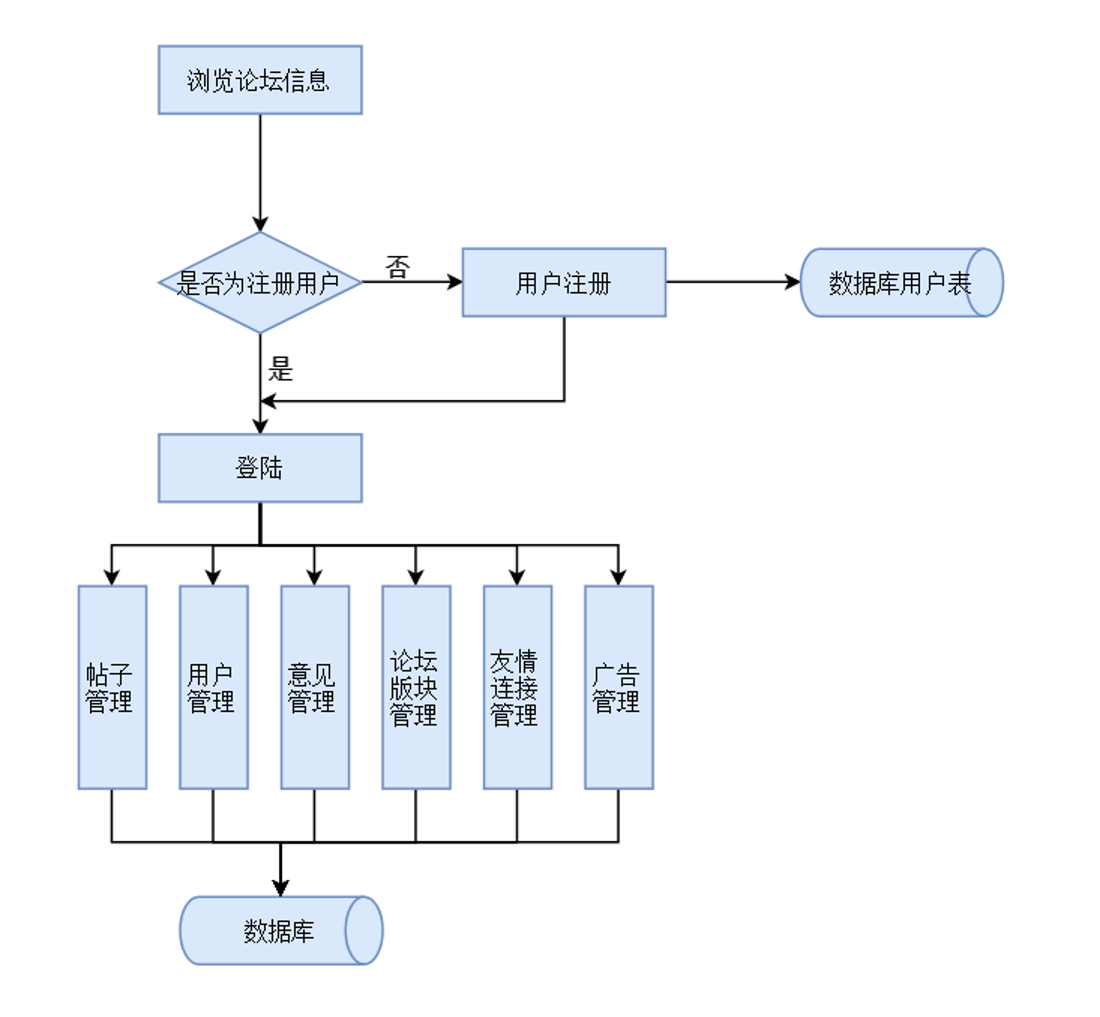 浏览论坛信息
是否为注册用户
否
用户注册
数据库用户表
是
登陆
帖子
管理
用户
管理
意见
管理
论坛
版块
管理
友情
连接
管理
广告
管理
数据库